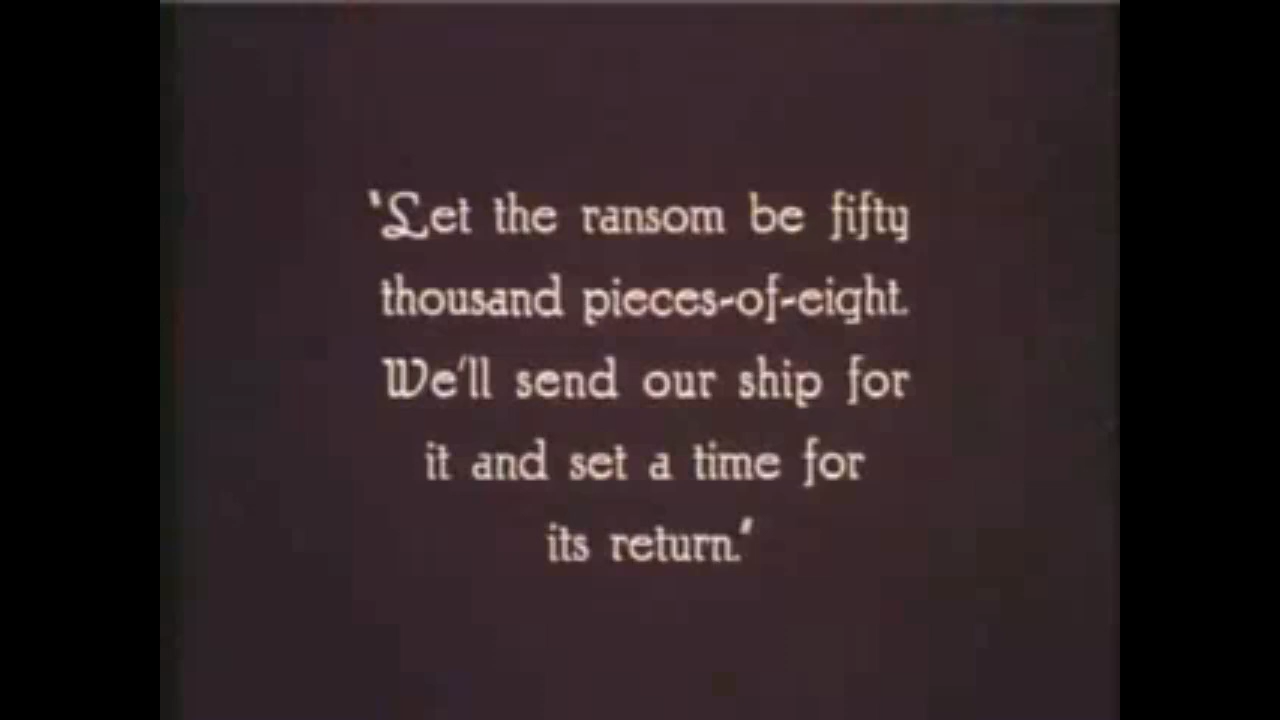 "Let the ransom be fifty
thousand pieces-of-eight.
We'll send our ship for
it and set a time for
its return."